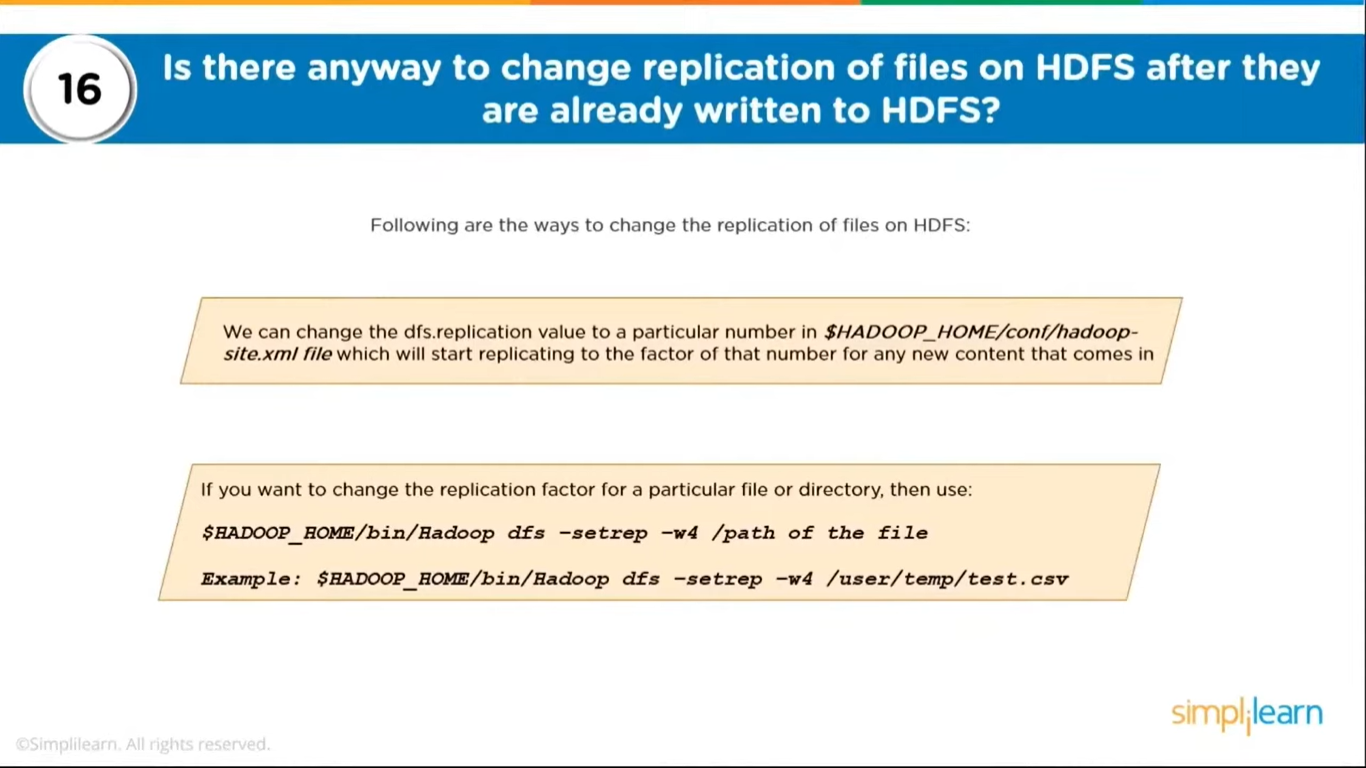 16
Is there anyway to change replication of files on HDFS after they
are already written to HDFS?
Following are the ways to change the replication of files on HDFS:
We can change the dfs.replication value to a particular number in $HADOOP_HOME/conf/hadoop-
site.xml file which will start replicating to the factor of that number for any new content that comes in
If you want to change the replication factor for a particular file or directory, then use:
$HADOOP_HOME/bin/Hadoop dfs –setrep –w4 /path of the file
Example: $HADOOP_HOME/bin/Hadoop dfs –setrep –w4 /user/temp/test.csv
simplilearn
©Simplilearn. All rights reserved.